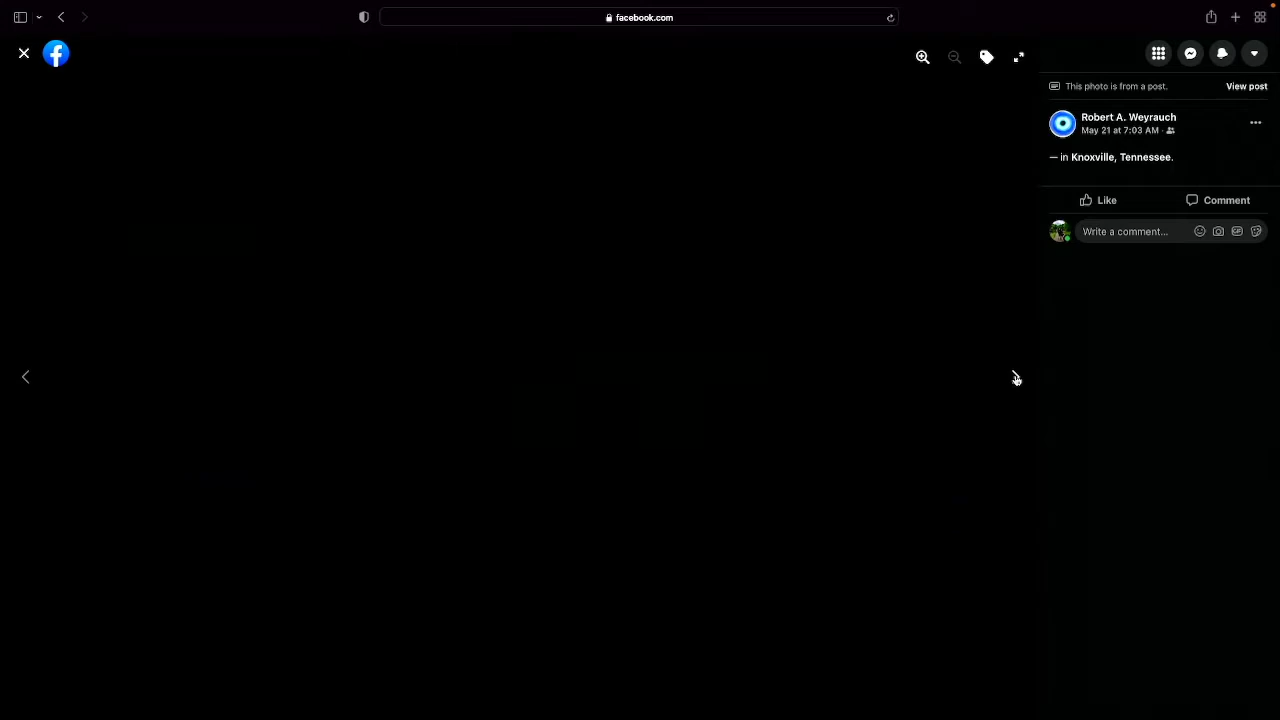 facebook.com
This photo is from a post.
View post
Robert A. Weyrauch
May 21 at 7:03 AM ·
— in Knoxville, Tennessee.
Like
Comment
Write a comment...
GIF